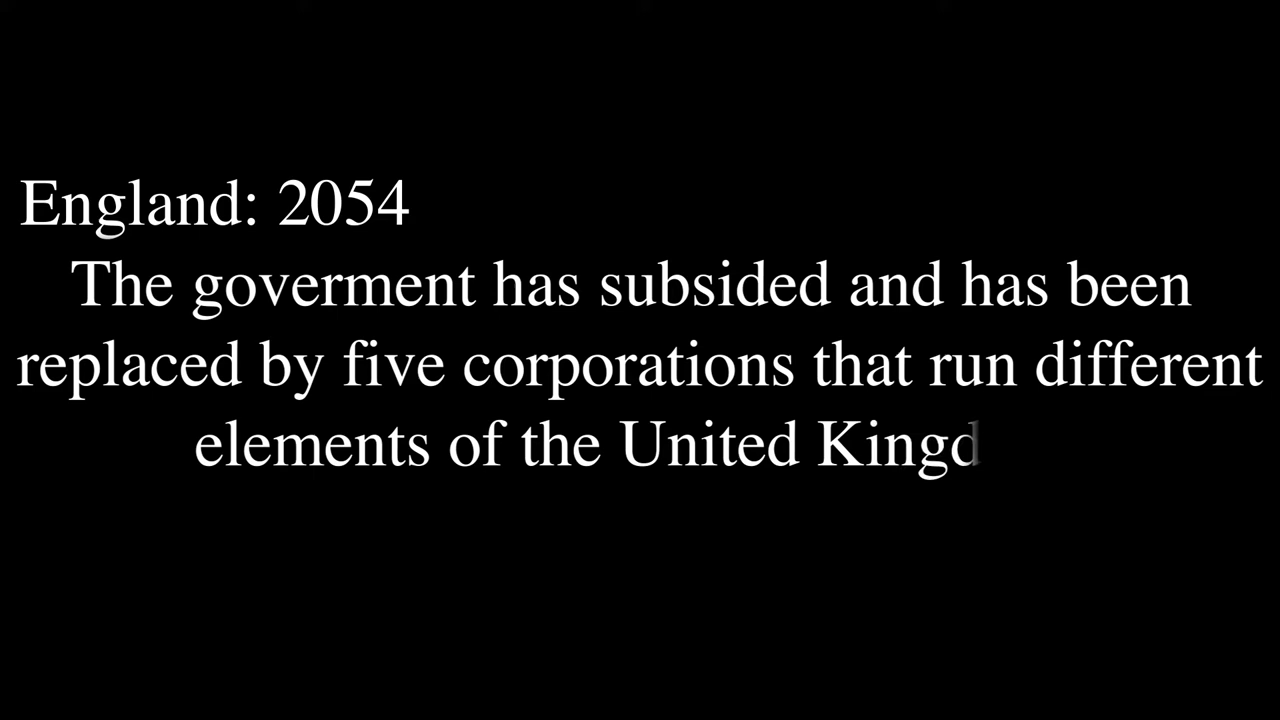 England: 2054
The goverment has subsided and has been
replaced by five corporations that run different
elements of the United Kingd